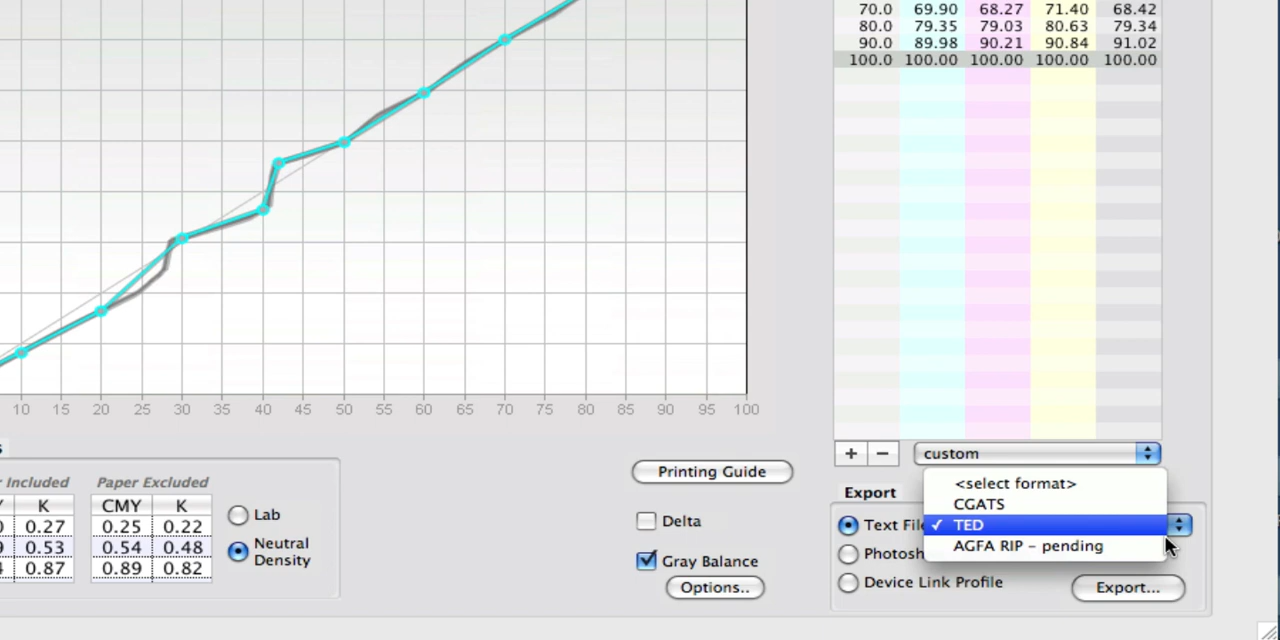 70.0 69.90 68.27 71.40 68.42
80.0 79.35 79.03 80.63 79.34
90.0 89.98 90.21 90.84 91.02
100.0 100.00 100.00 100.00 100.00
10 15 20 25 30 35 40 45 50 55 60 65 70 75 80 85 90 95 100
Included Paper Excluded
K CMY K
0.27 0.25 0.22
0.53 0.54 0.48
0.87 0.89 0.82
Lab
Neutral
Density
Printing Guide
Delta
Gray Balance
Options..
+ − custom
Export
<select format>
CGATS
Text File
✓ TED
AGFA RIP – pending
Photosh
Device Link Profile
Export...